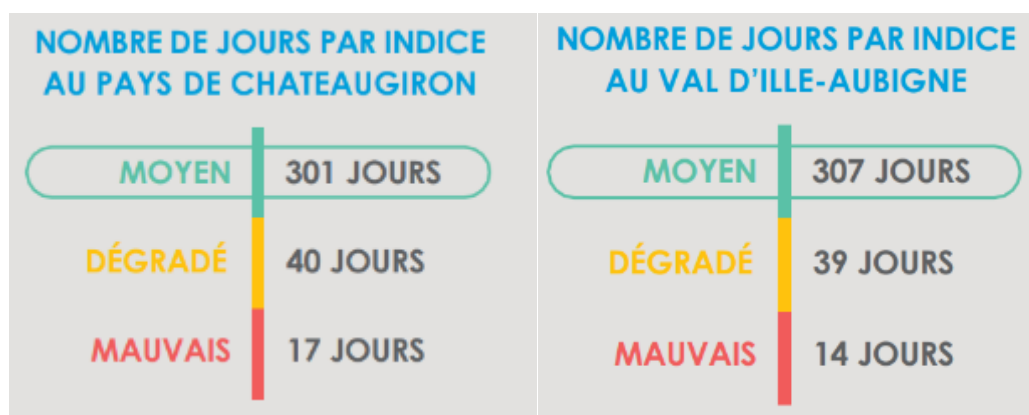 NOMBRE DE JOURS PAR INDICE
AU PAYS DE CHATEAUGIRON
MOYEN 301 JOURS
DÉGRADÉ 40 JOURS
MAUVAIS 17 JOURS
NOMBRE DE JOURS PAR INDICE
AU VAL D'ILLE-AUBIGNE
MOYEN 307 JOURS
DÉGRADÉ 39 JOURS
MAUVAIS 14 JOURS